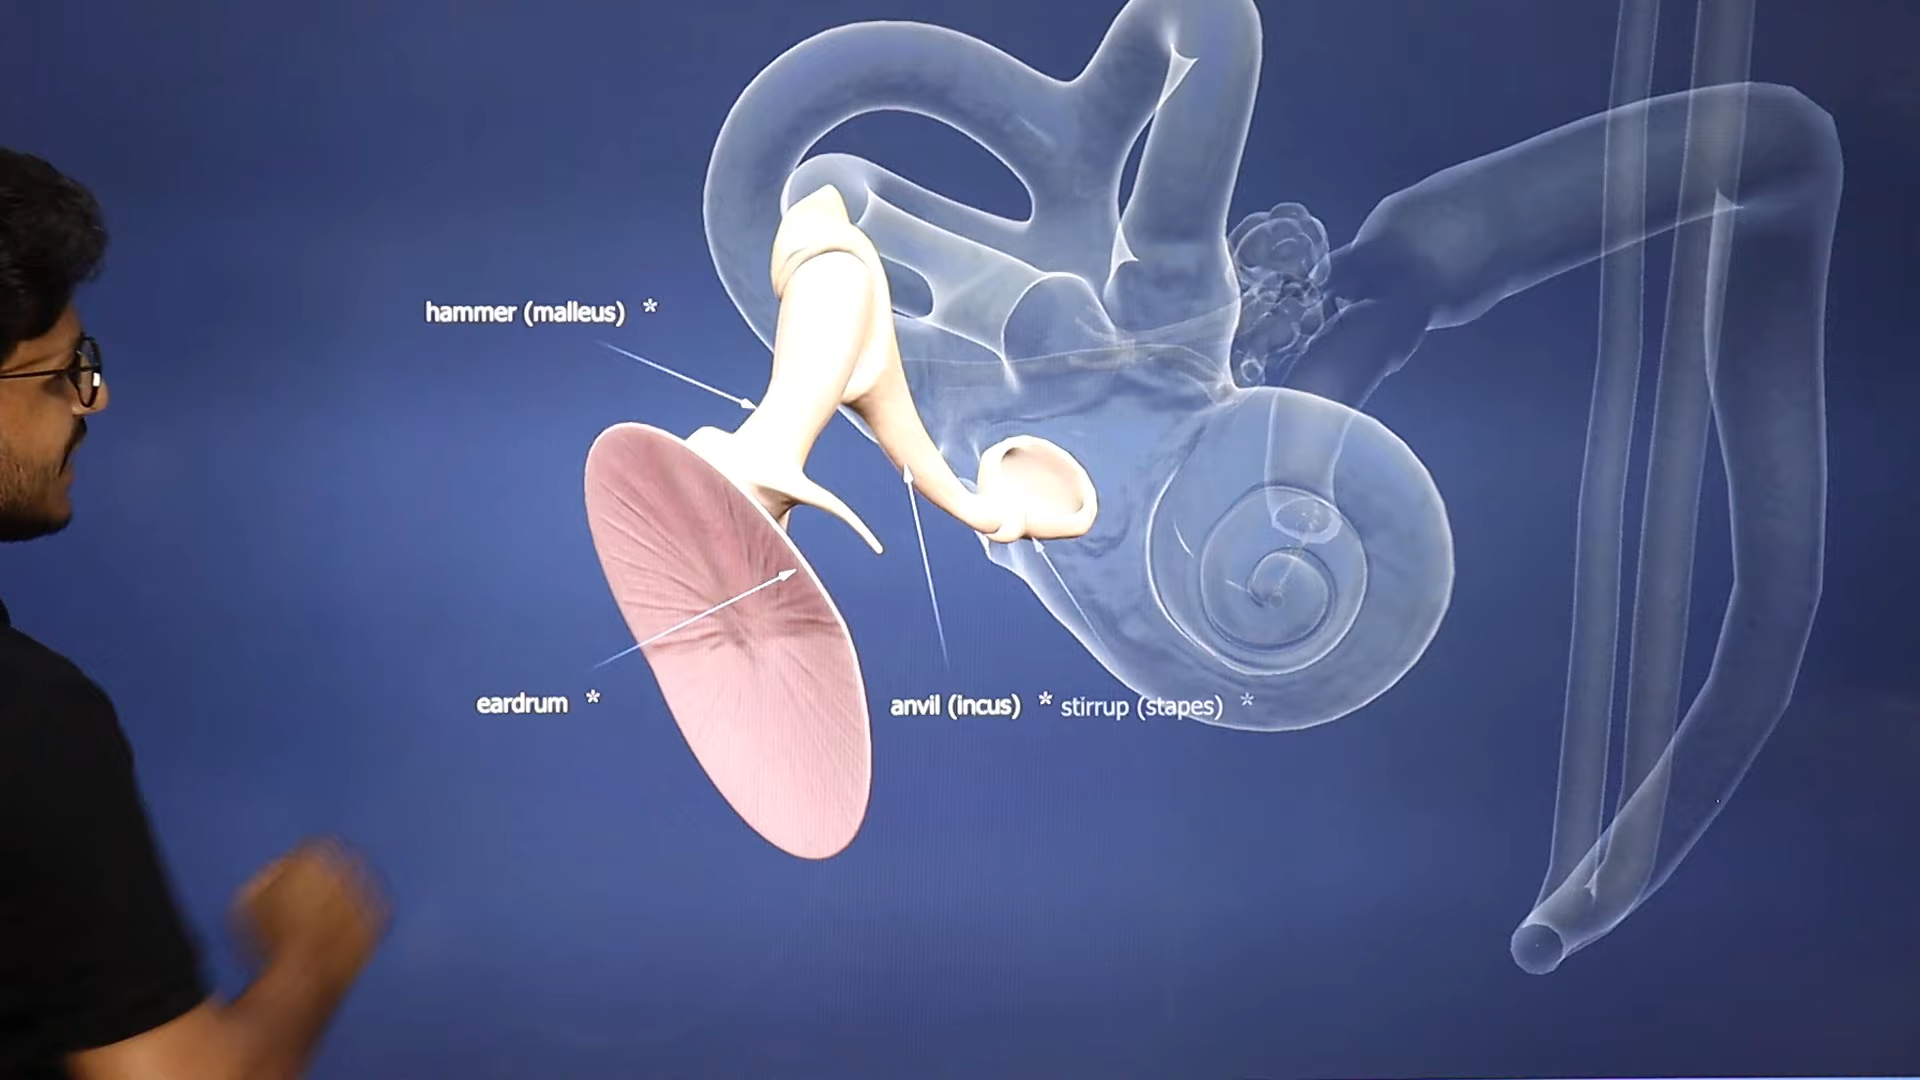 hammer (malleus) *
eardrum *
anvil (incus) *
stirrup (stapes) *